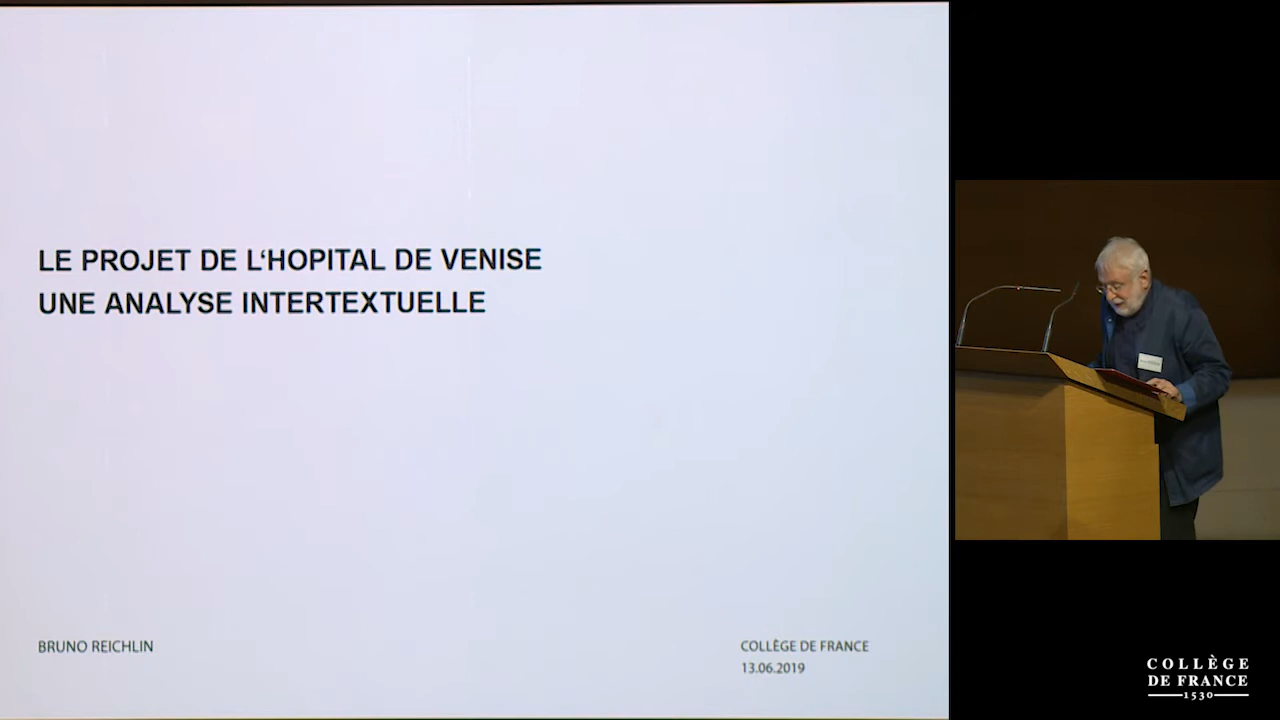 LE PROJET DE L‘HOPITAL DE VENISE
UNE ANALYSE INTERTEXTUELLE
BRUNO REICHLIN
COLLÈGE DE FRANCE
13.06.2019
COLLÈGE
DE FRANCE
1530